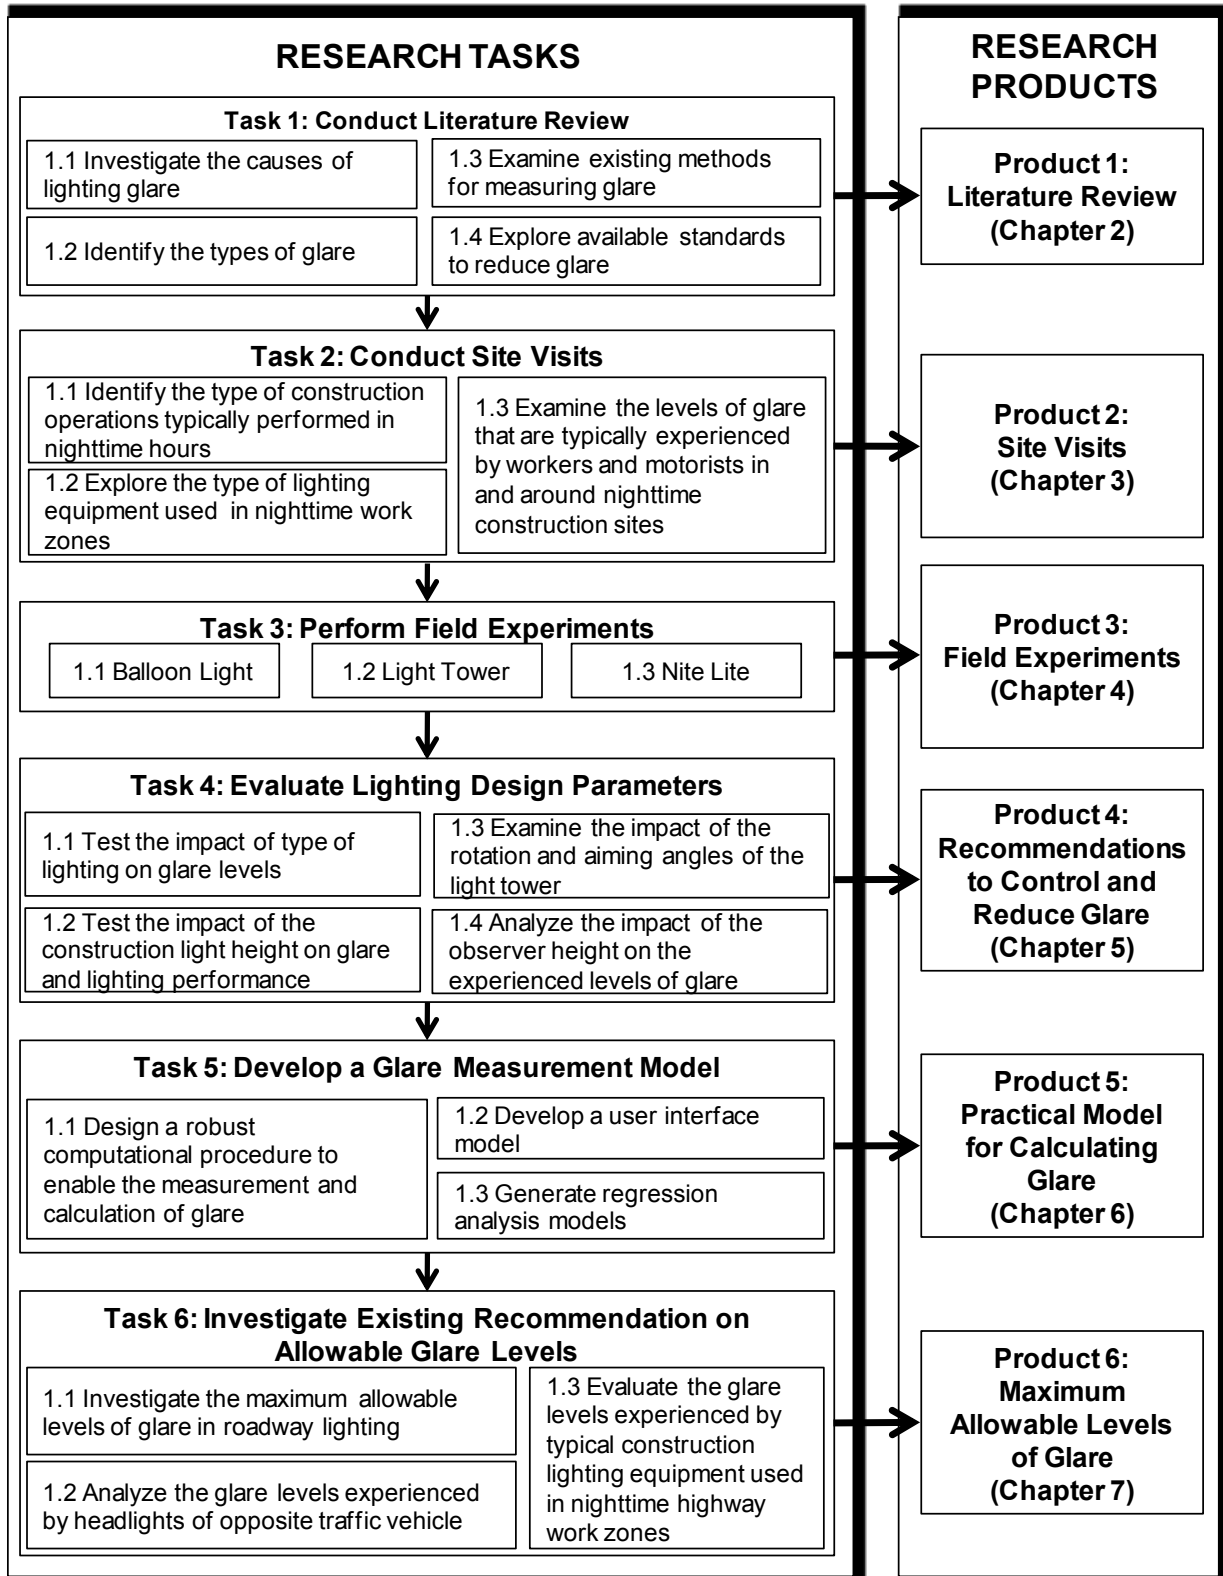 RESEARCH TASKS
Task 1: Conduct Literature Review
1.1 Investigate the causes of
lighting glare
1.2 Identify the types of glare
1.3 Examine existing methods
for measuring glare
1.4 Explore available standards
to reduce glare
Task 2: Conduct Site Visits
1.1 Identify the type of construction
operations typically performed in
nighttime hours
1.2 Explore the type of lighting
equipment used in nighttime work
zones
1.3 Examine the levels of glare
that are typically experienced
by workers and motorists in
and around nighttime
construction sites
Task 3: Perform Field Experiments
1.1 Balloon Light
1.2 Light Tower
1.3 Nite Lite
Task 4: Evaluate Lighting Design Parameters
1.1 Test the impact of type of
lighting on glare levels
1.2 Test the impact of the
construction light height on glare
and lighting performance
1.3 Examine the impact of the
rotation and aiming angles of the
light tower
1.4 Analyze the impact of the
observer height on the
experienced levels of glare
Task 5: Develop a Glare Measurement Model
1.1 Design a robust
computational procedure to
enable the measurement and
calculation of glare
1.2 Develop a user interface
model
1.3 Generate regression
analysis models
Task 6: Investigate Existing Recommendation on
Allowable Glare Levels
1.1 Investigate the maximum allowable
levels of glare in roadway lighting
1.2 Analyze the glare levels experienced
by headlights of opposite traffic vehicle
1.3 Evaluate the glare
levels experienced by
typical construction
lighting equipment used
in nighttime highway
work zones
RESEARCH
PRODUCTS
Product 1:
Literature Review
(Chapter 2)
Product 2:
Site Visits
(Chapter 3)
Product 3:
Field Experiments
(Chapter 4)
Product 4:
Recommendations
to Control and
Reduce Glare
(Chapter 5)
Product 5:
Practical Model
for Calculating
Glare
(Chapter 6)
Product 6:
Maximum
Allowable Levels
of Glare
(Chapter 7)